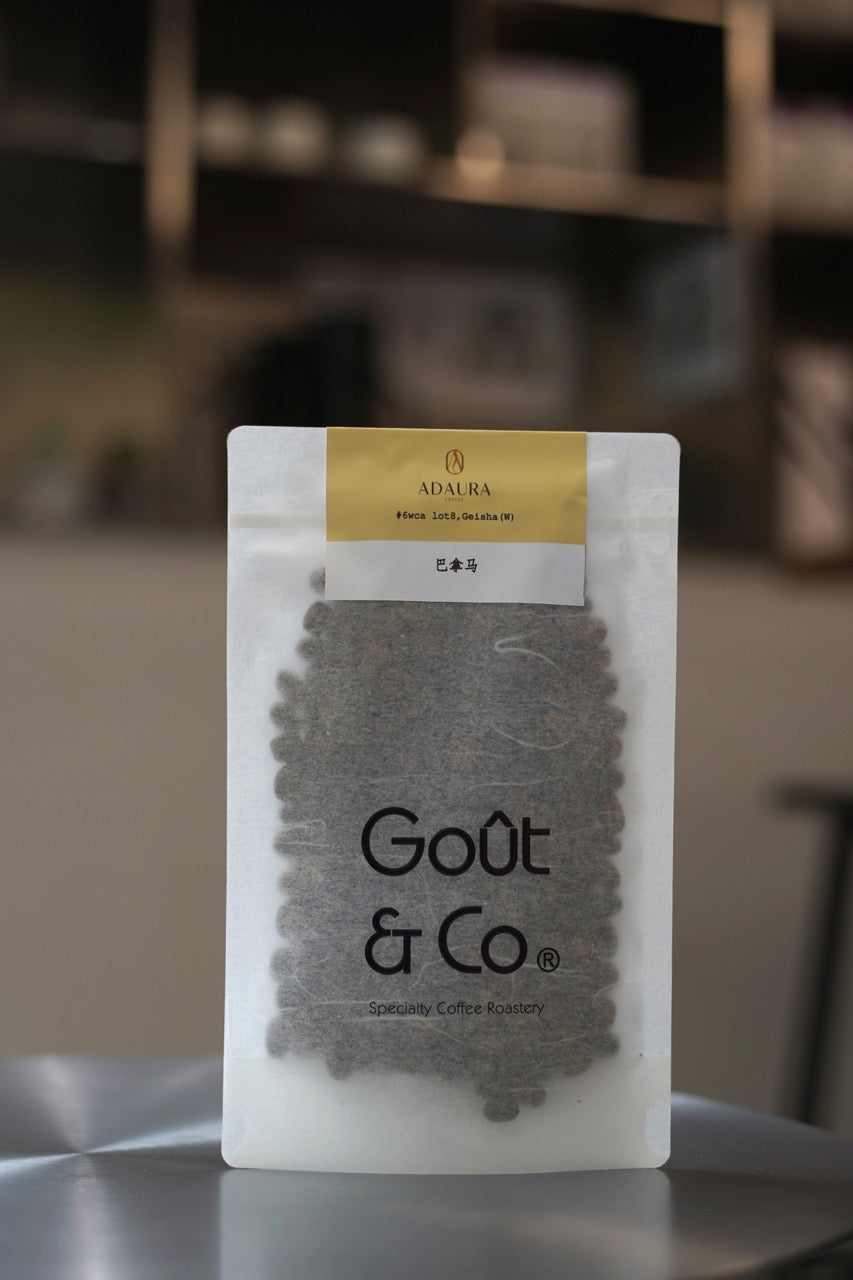 ADAURA
COFFEE
#6wca lot8,Geisha(W)
巴拿马
Goût
& Co®
Specialty Coffee Roastery